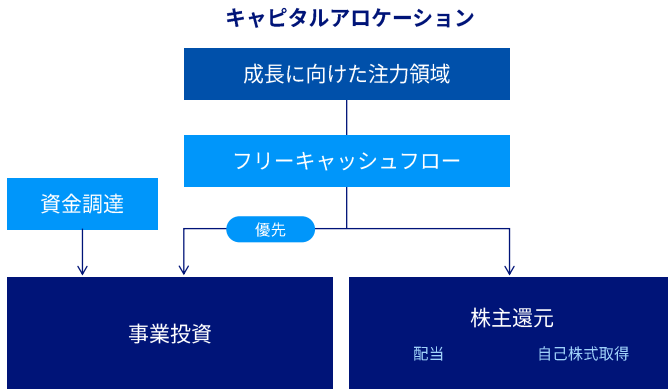 キャピタルアロケーション
成長に向けた注力領域
フリーキャッシュフロー
資金調達
優先
事業投資
株主還元
配当
自己株式取得